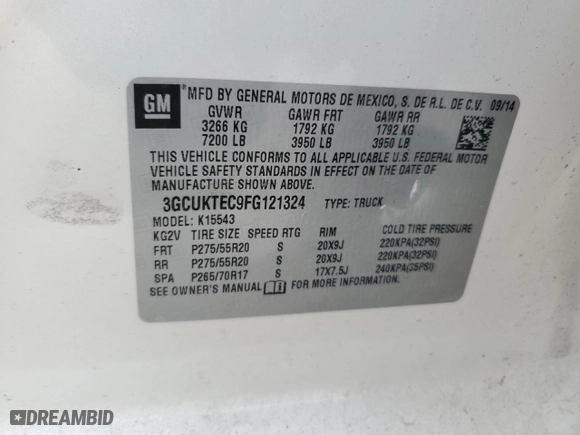 GM
MFD BY GENERAL MOTORS DE MEXICO, S. DE R.L. DE C.V. 09/14
GVWR GAWR FRT GAWR RR
3266 KG 1792 KG 1792 KG
7200 LB 3950 LB 3950 LB
THIS VEHICLE CONFORMS TO ALL APPLICABLE U.S. FEDERAL MOTOR
VEHICLE SAFETY STANDARDS IN EFFECT ON THE DATE OF MANUFACTURE
SHOWN ABOVE.
3GCUKTEC9FG121324 TYPE: TRUCK
MODEL: K15543
KG2V TIRE SIZE SPEED RTG RIM COLD TIRE PRESSURE
FRT P275/55R20 S 20X9J 220KPA(32PSI)
RR P275/55R20 S 20X9J 220KPA(32PSI)
SPA P265/70R17 S 17X7.5J 240KPA(35PSI)
SEE OWNER'S MANUAL FOR MORE INFORMATION.
DREAMBID